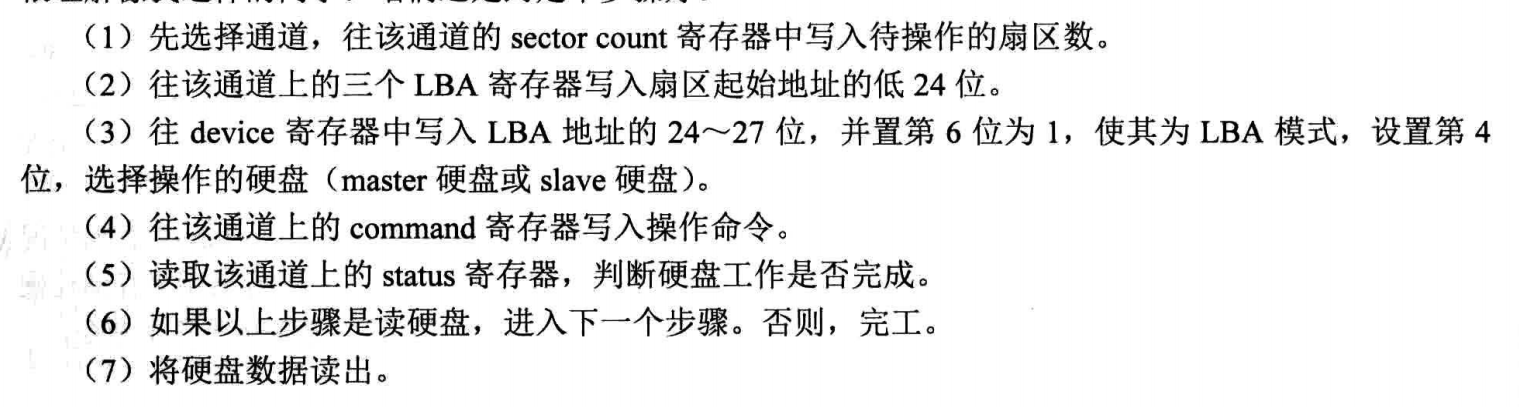 （1）先选择通道，往该通道的 sector count 寄存器中写入待操作的扇区数。
（2）往该通道上的三个 LBA 寄存器写入扇区起始地址的低 24 位。
（3）往 device 寄存器中写入 LBA 地址的 24～27 位，并置第 6 位为 1，使其为 LBA 模式，设置第 4
位，选择操作的硬盘（master 硬盘或 slave 硬盘）。
（4）往该通道上的 command 寄存器写入操作命令。
（5）读取该通道上的 status 寄存器，判断硬盘工作是否完成。
（6）如果以上步骤是读硬盘，进入下一个步骤。否则，完工。
（7）将硬盘数据读出。